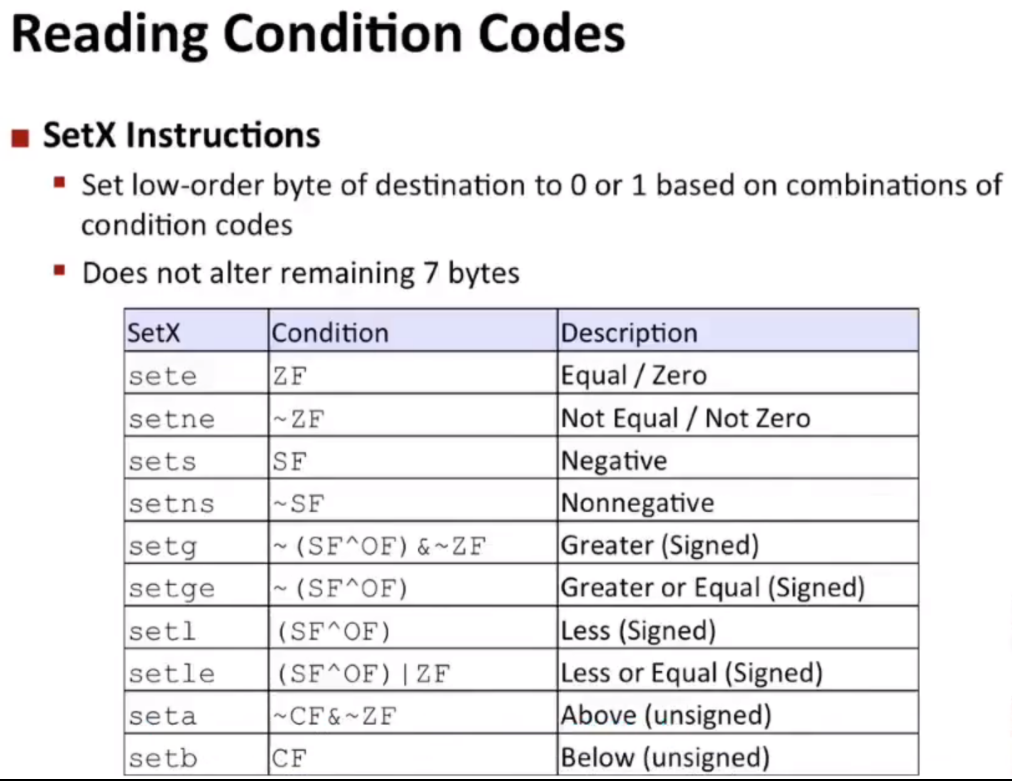 Reading Condition Codes
SetX Instructions
Set low-order byte of destination to 0 or 1 based on combinations of
condition codes
Does not alter remaining 7 bytes
SetX Condition Description
sete ZF Equal / Zero
setne ~ZF Not Equal / Not Zero
sets SF Negative
setns ~SF Nonnegative
setg ~(SF^OF)&~ZF Greater (Signed)
setge ~(SF^OF) Greater or Equal (Signed)
setl (SF^OF) Less (Signed)
setle (SF^OF)|ZF Less or Equal (Signed)
seta ~CF&~ZF Above (unsigned)
setb CF Below (unsigned)